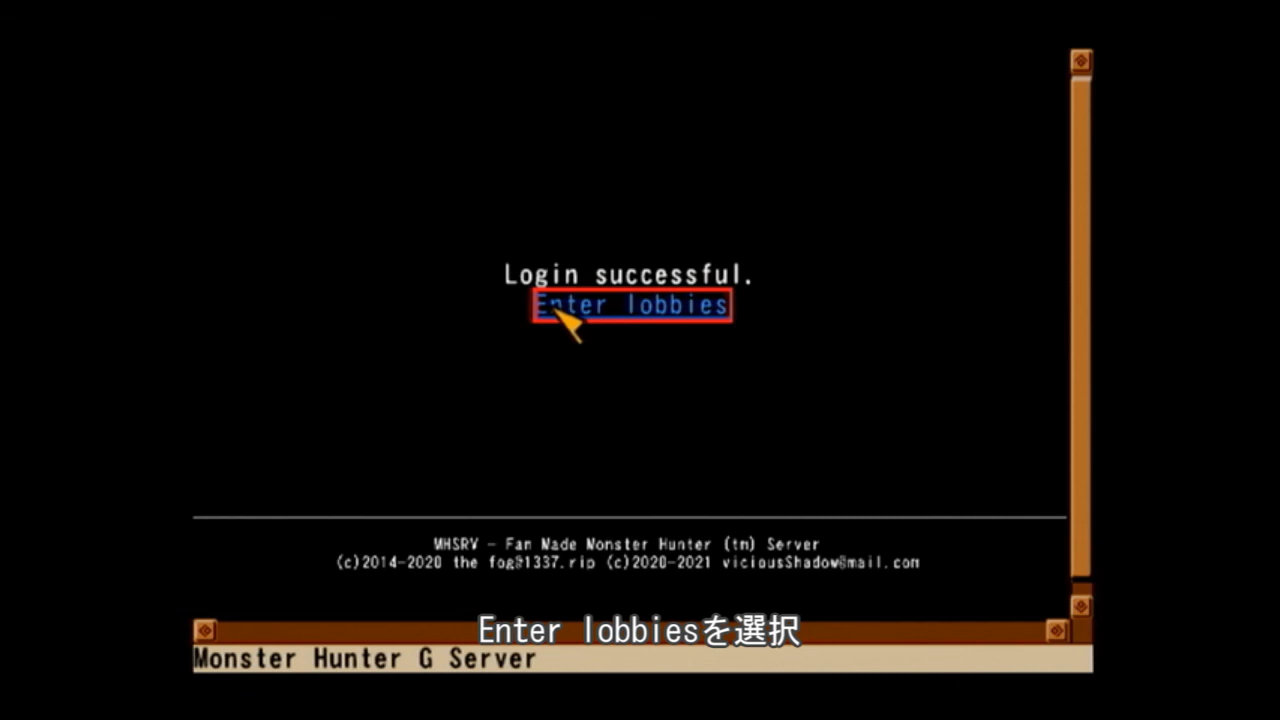 Login successful.
Enter lobbies
MHSRV - Fan Made Monster Hunter (tm) Server
(c)2014-2020 the fog@1337.rip (c)2020-2021 viciousShadow@mail.com
Enter lobbiesを選択
Monster Hunter G Server